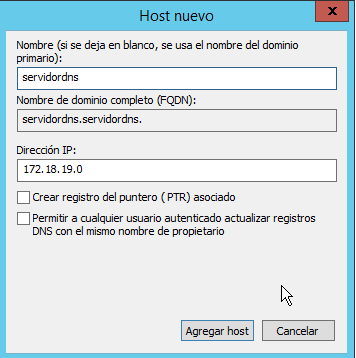 Host nuevo
x
Nombre (si se deja en blanco, se usa el nombre del dominio
primario):
servidordns
Nombre de dominio completo (FQDN):
servidordns.servidordns.
Dirección IP:
172.18.19.0
Crear registro del puntero (PTR) asociado
Permitir a cualquier usuario autenticado actualizar registros
DNS con el mismo nombre de propietario
Agregar host
Cancelar